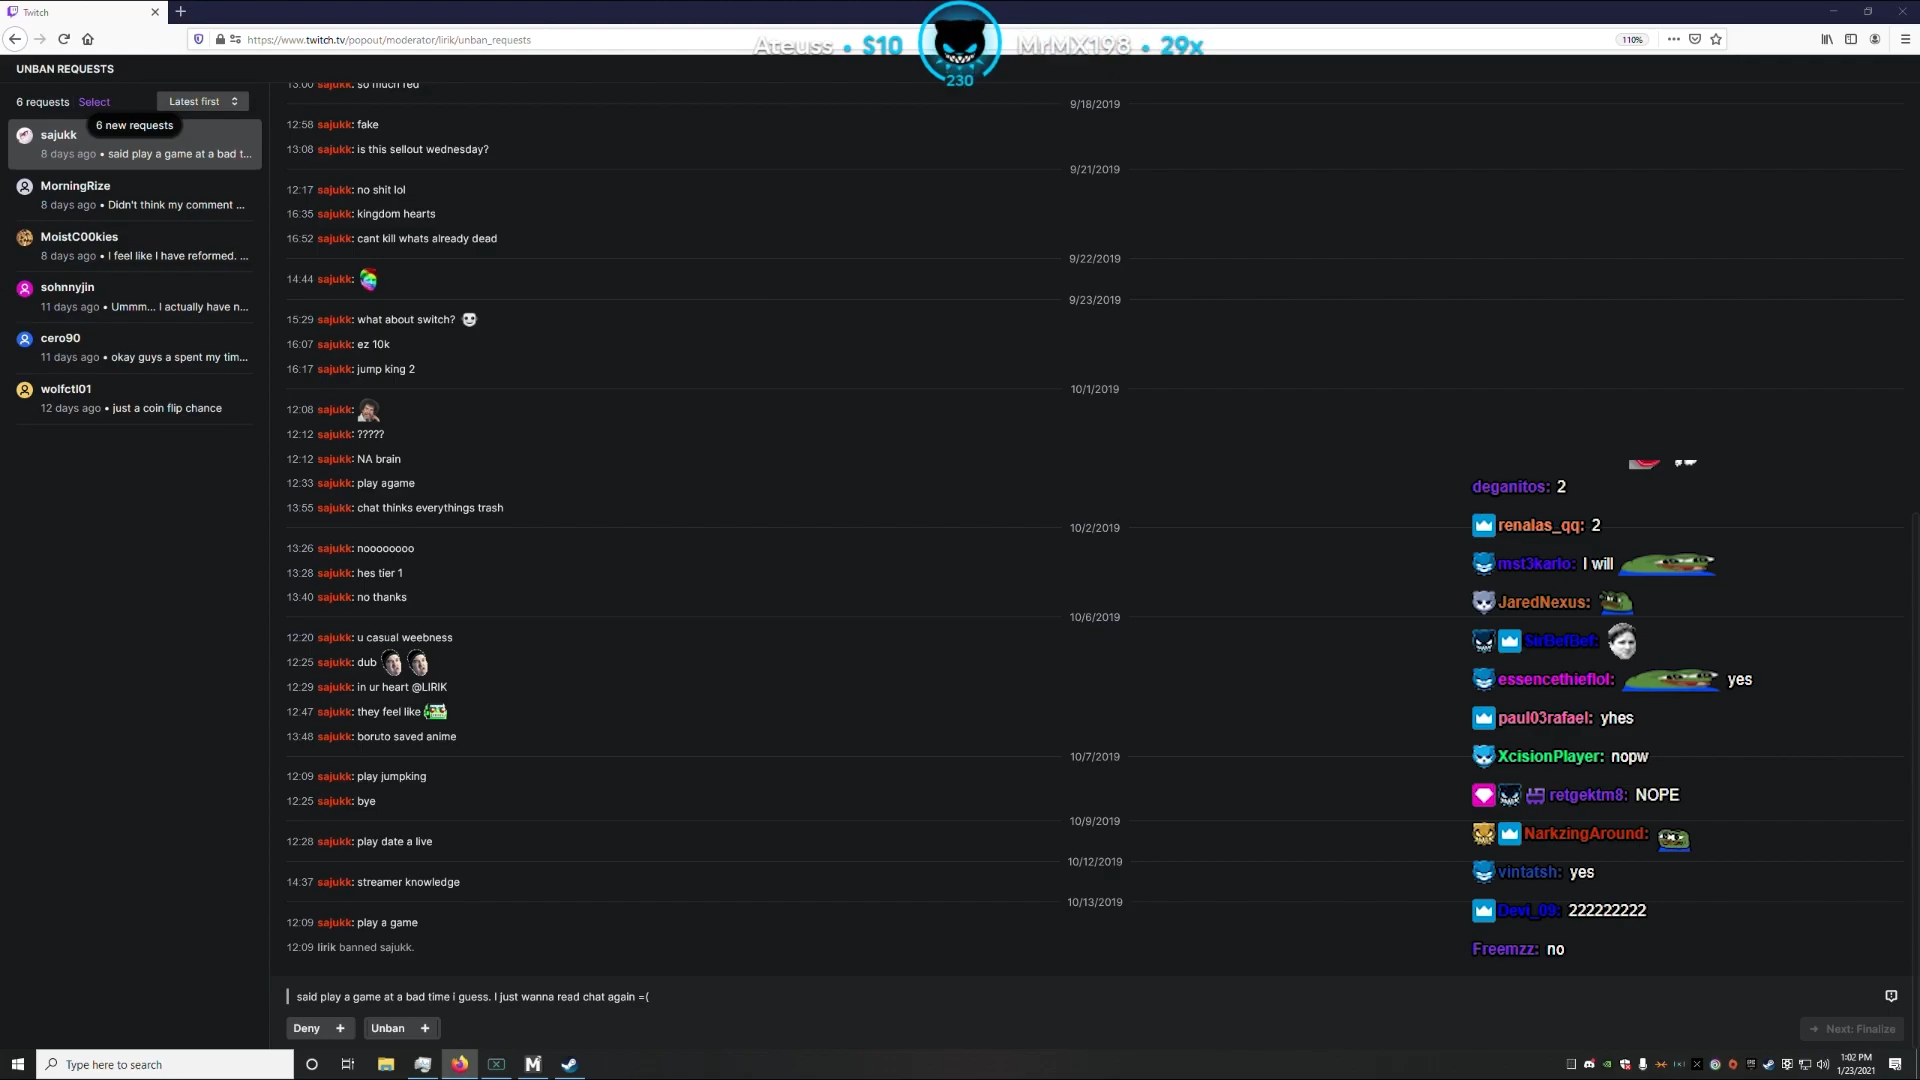 Twitch
https://www.twitch.tv/popout/moderator/lirik/unban_requests
110%
Ateuss • $10
230
MrMX198 • 29x
UNBAN REQUESTS
6 requests Select
Latest first
6 new requests
sajukk
8 days ago • said play a game at a bad t...
MorningRize
8 days ago • Didn't think my comment ...
MoistC00kies
8 days ago • I feel like I have reformed. ...
sohnnyjin
11 days ago • Ummm... I actually have n...
cero90
11 days ago • okay guys a spent my tim...
wolfctl01
12 days ago • just a coin flip chance
13:00 sajukk: so much red
9/18/2019
12:58 sajukk: fake
13:08 sajukk: is this sellout wednesday?
9/21/2019
12:17 sajukk: no shit lol
16:35 sajukk: kingdom hearts
16:52 sajukk: cant kill whats already dead
9/22/2019
14:44 sajukk:
9/23/2019
15:29 sajukk: what about switch?
16:07 sajukk: ez 10k
16:17 sajukk: jump king 2
10/1/2019
12:08 sajukk:
12:12 sajukk: ?????
12:12 sajukk: NA brain
12:33 sajukk: play agame
13:55 sajukk: chat thinks everythings trash
10/2/2019
13:26 sajukk: noooooooo
13:28 sajukk: hes tier 1
13:40 sajukk: no thanks
10/6/2019
12:20 sajukk: u casual weebness
12:25 sajukk: dub
12:29 sajukk: in ur heart @LIRIK
12:47 sajukk: they feel like
13:48 sajukk: boruto saved anime
10/7/2019
12:09 sajukk: play jumpking
12:25 sajukk: bye
10/9/2019
12:28 sajukk: play date a live
10/12/2019
14:37 sajukk: streamer knowledge
10/13/2019
12:09 sajukk: play a game
12:09 lirik banned sajukk.
said play a game at a bad time i guess. I just wanna read chat again =(
Deny +
Unban +
Next: Finalize
deganitos: 2
renalas_qq: 2
mst3karlo: I will
JaredNexus:
SirBefBef:
essencethieflol: yes
paul03rafael: yhes
XcisionPlayer: nopw
retgektm8: NOPE
NarkzingAround:
vintatsh: yes
Devi_09: 222222222
Freemzz: no
Type here to search
1:02 PM
1/23/2021